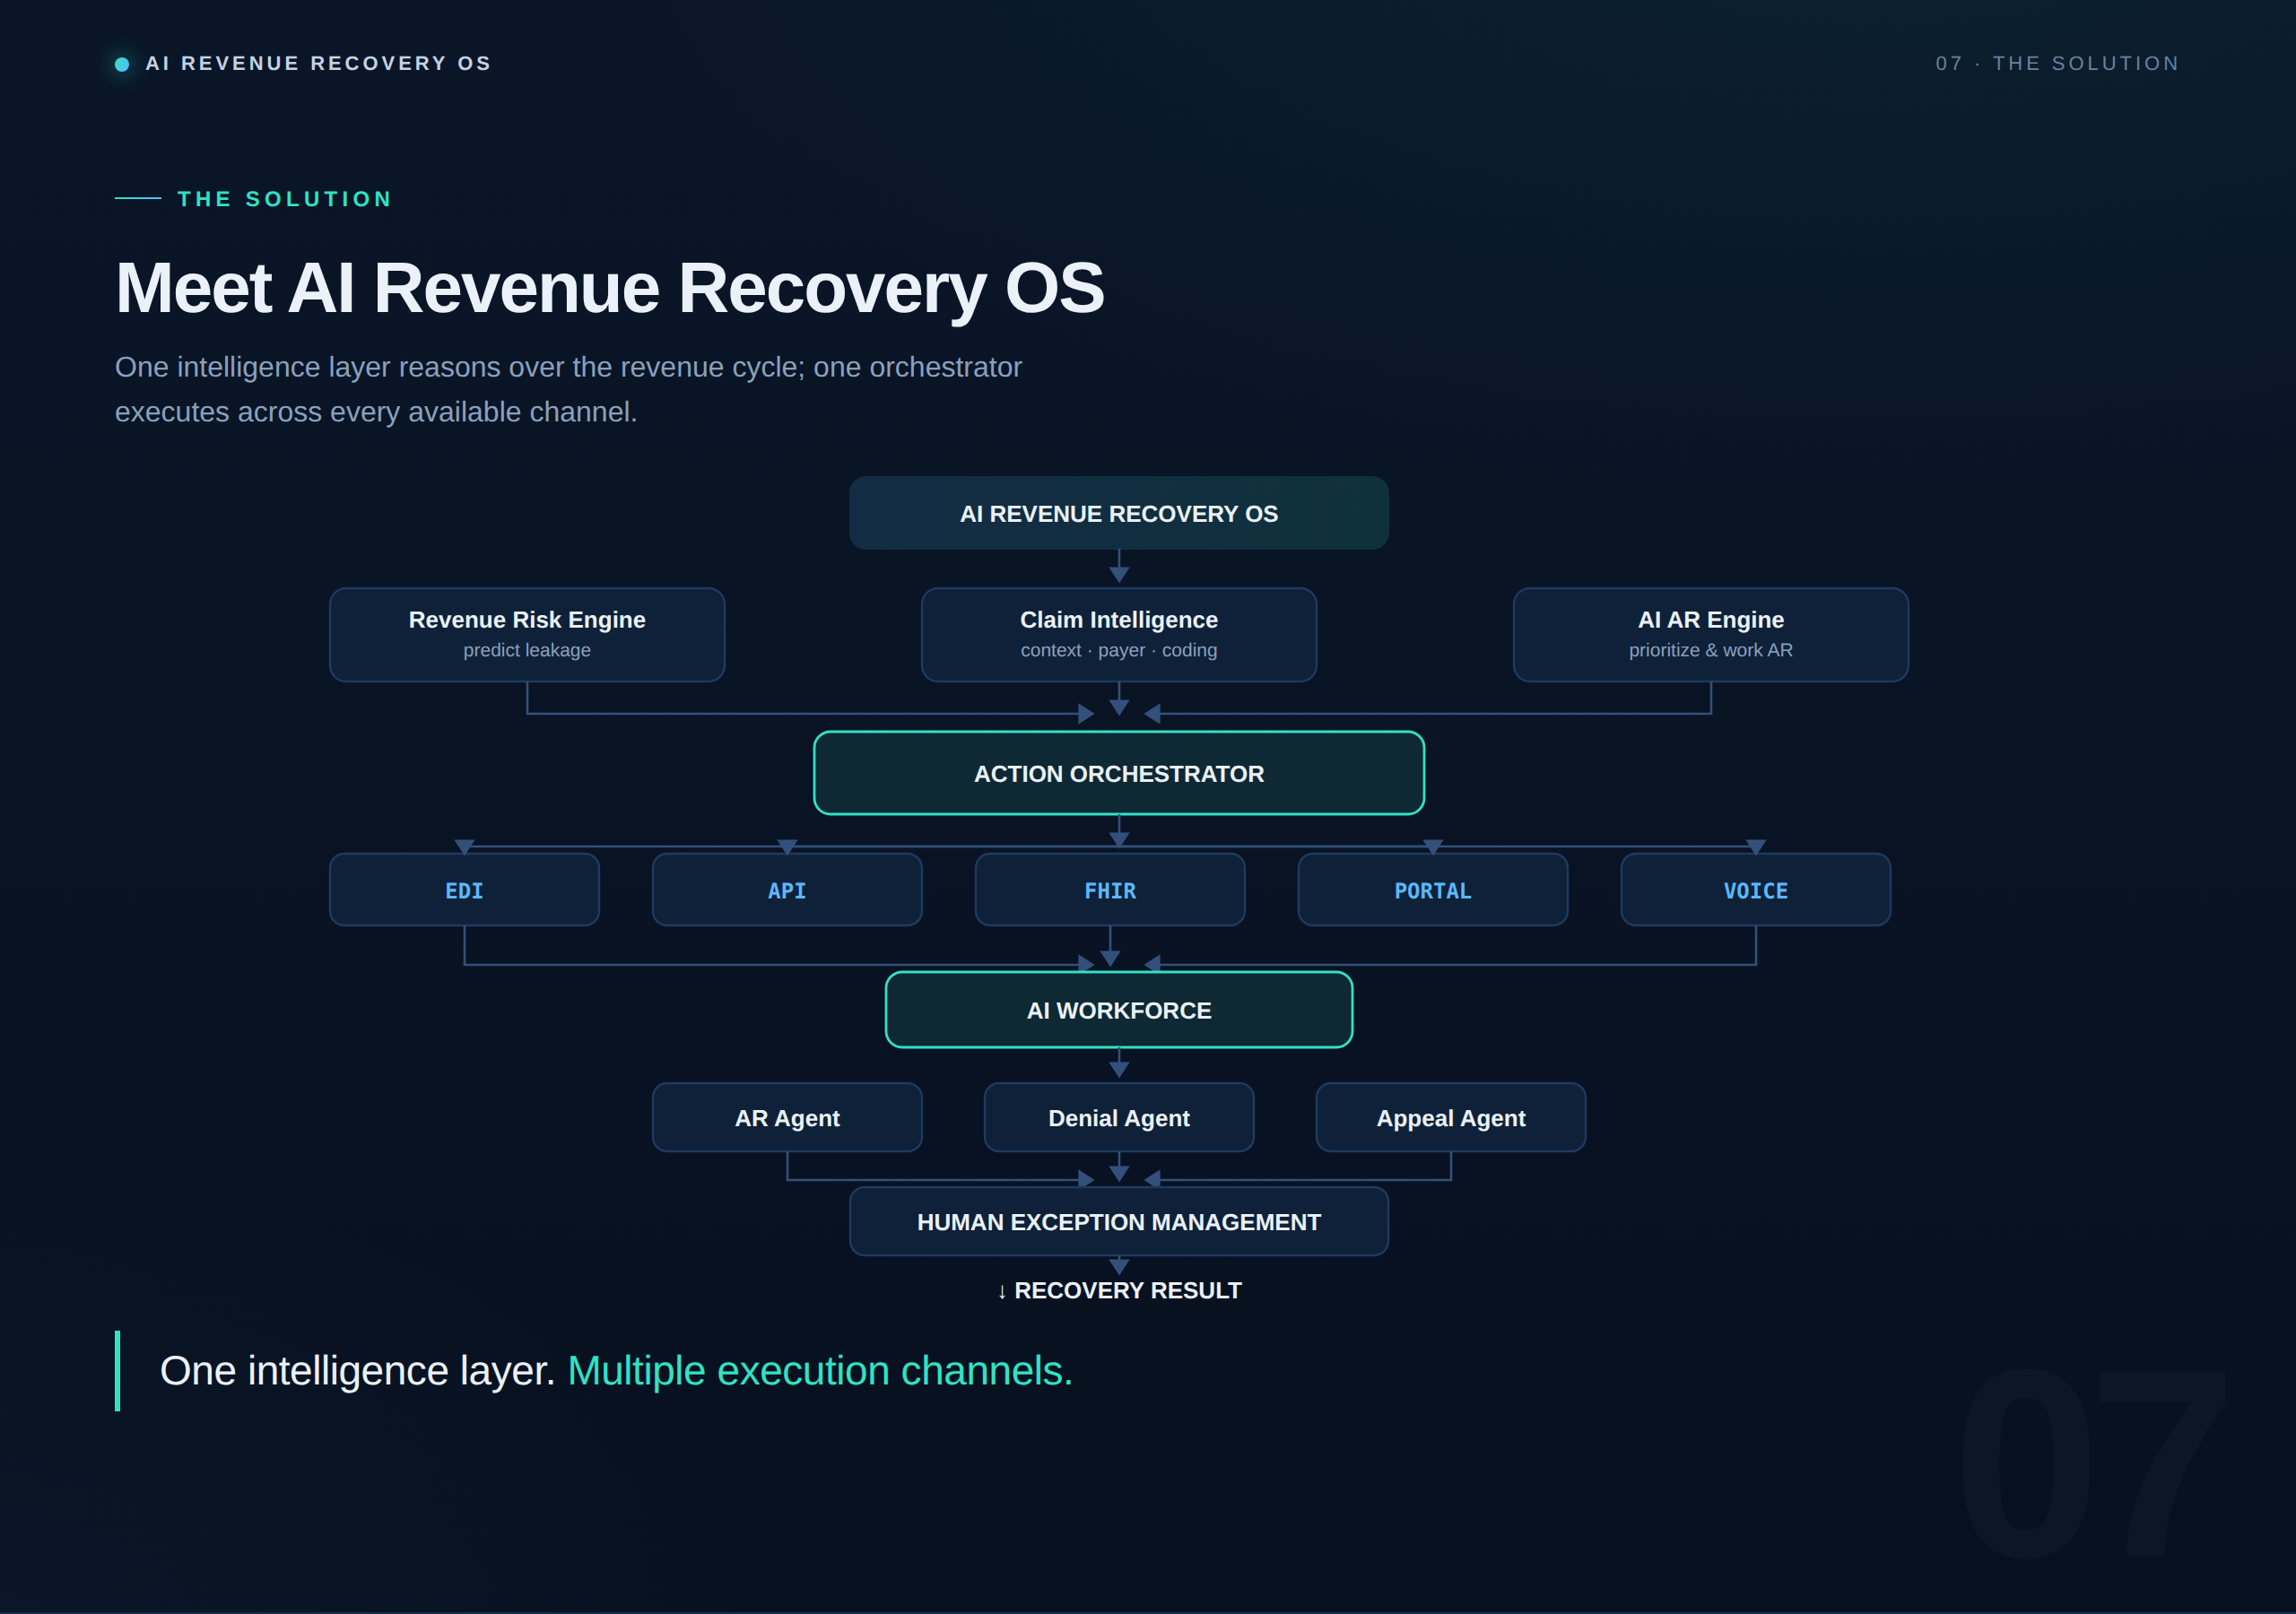 AI REVENUE RECOVERY OS
07 · THE SOLUTION
THE SOLUTION
Meet AI Revenue Recovery OS
One intelligence layer reasons over the revenue cycle; one orchestrator
executes across every available channel.
AI REVENUE RECOVERY OS
Revenue Risk Engine
predict leakage
Claim Intelligence
context · payer · coding
AI AR Engine
prioritize & work AR
ACTION ORCHESTRATOR
EDI
API
FHIR
PORTAL
VOICE
AI WORKFORCE
AR Agent
Denial Agent
Appeal Agent
HUMAN EXCEPTION MANAGEMENT
↓ RECOVERY RESULT
One intelligence layer. Multiple execution channels.
07